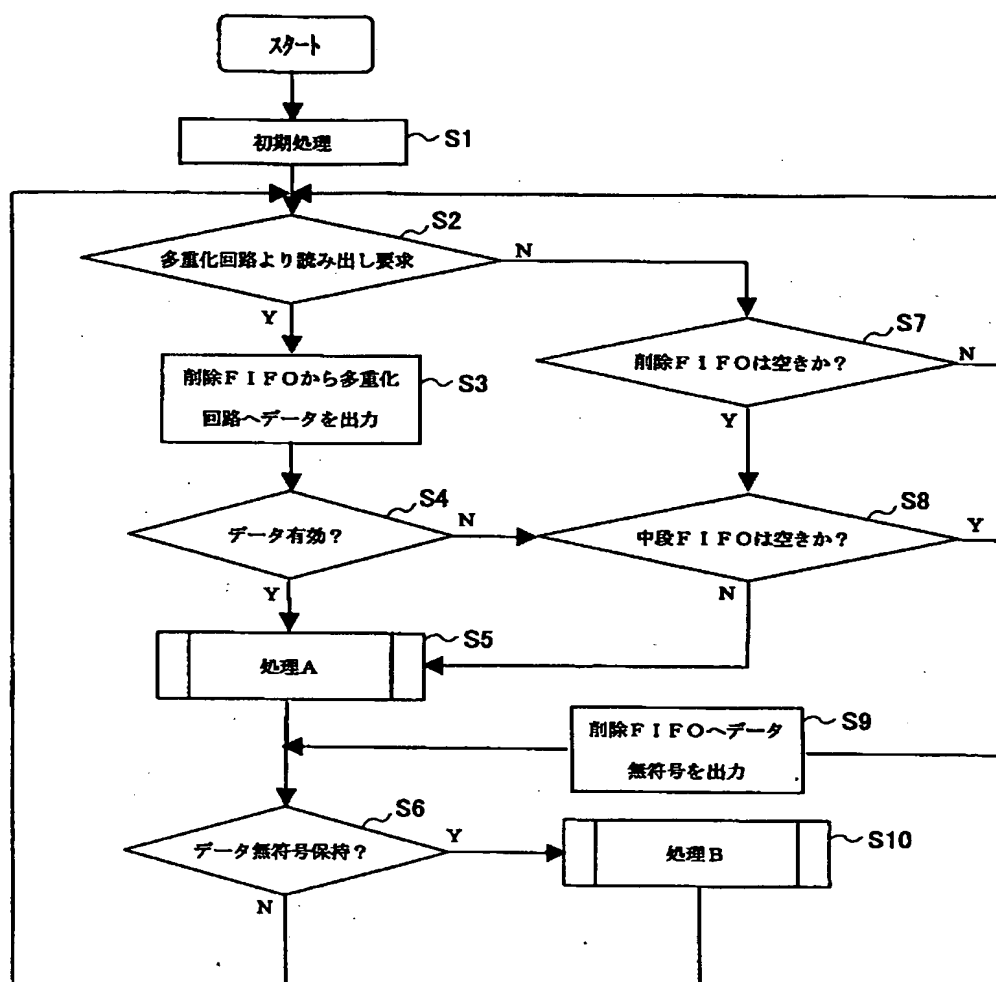 スタート
初期処理
S1
S2
多重化回路より読み出し要求
N
Y
S7
削除ＦＩＦＯは空きか？
N
Y
削除ＦＩＦＯから多重化
回路へデータを出力
S3
S4
データ有効？
N
Y
S8
中段ＦＩＦＯは空きか？
Y
N
処理Ａ
S5
削除ＦＩＦＯへデータ
無符号を出力
S9
S6
データ無符号保持？
Y
N
処理Ｂ
S10